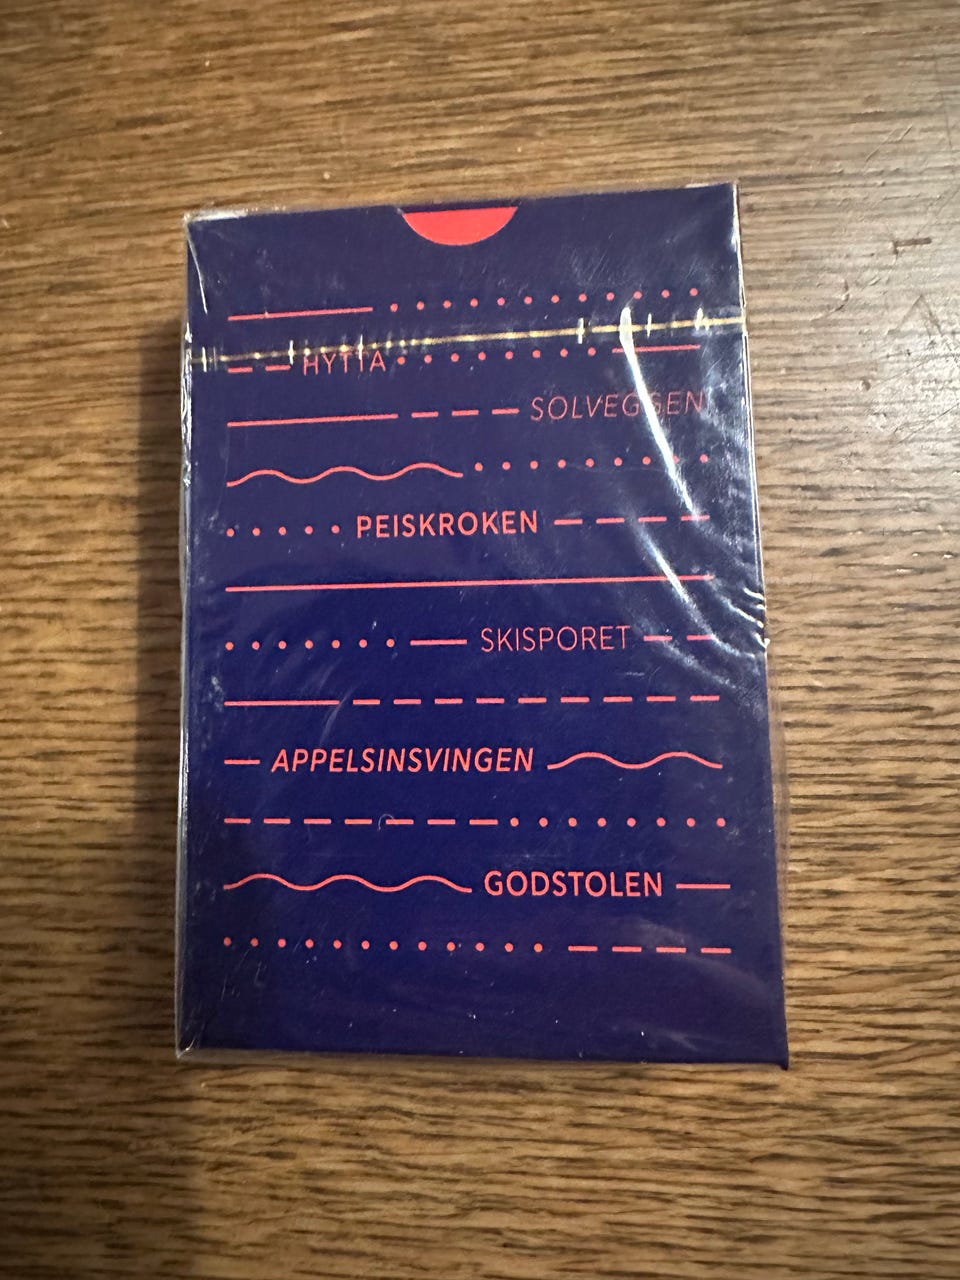 HYTTA
SOLVEGGEN
PEISKROKEN
SKISPORET
APPELSINSVINGEN
GODSTOLEN